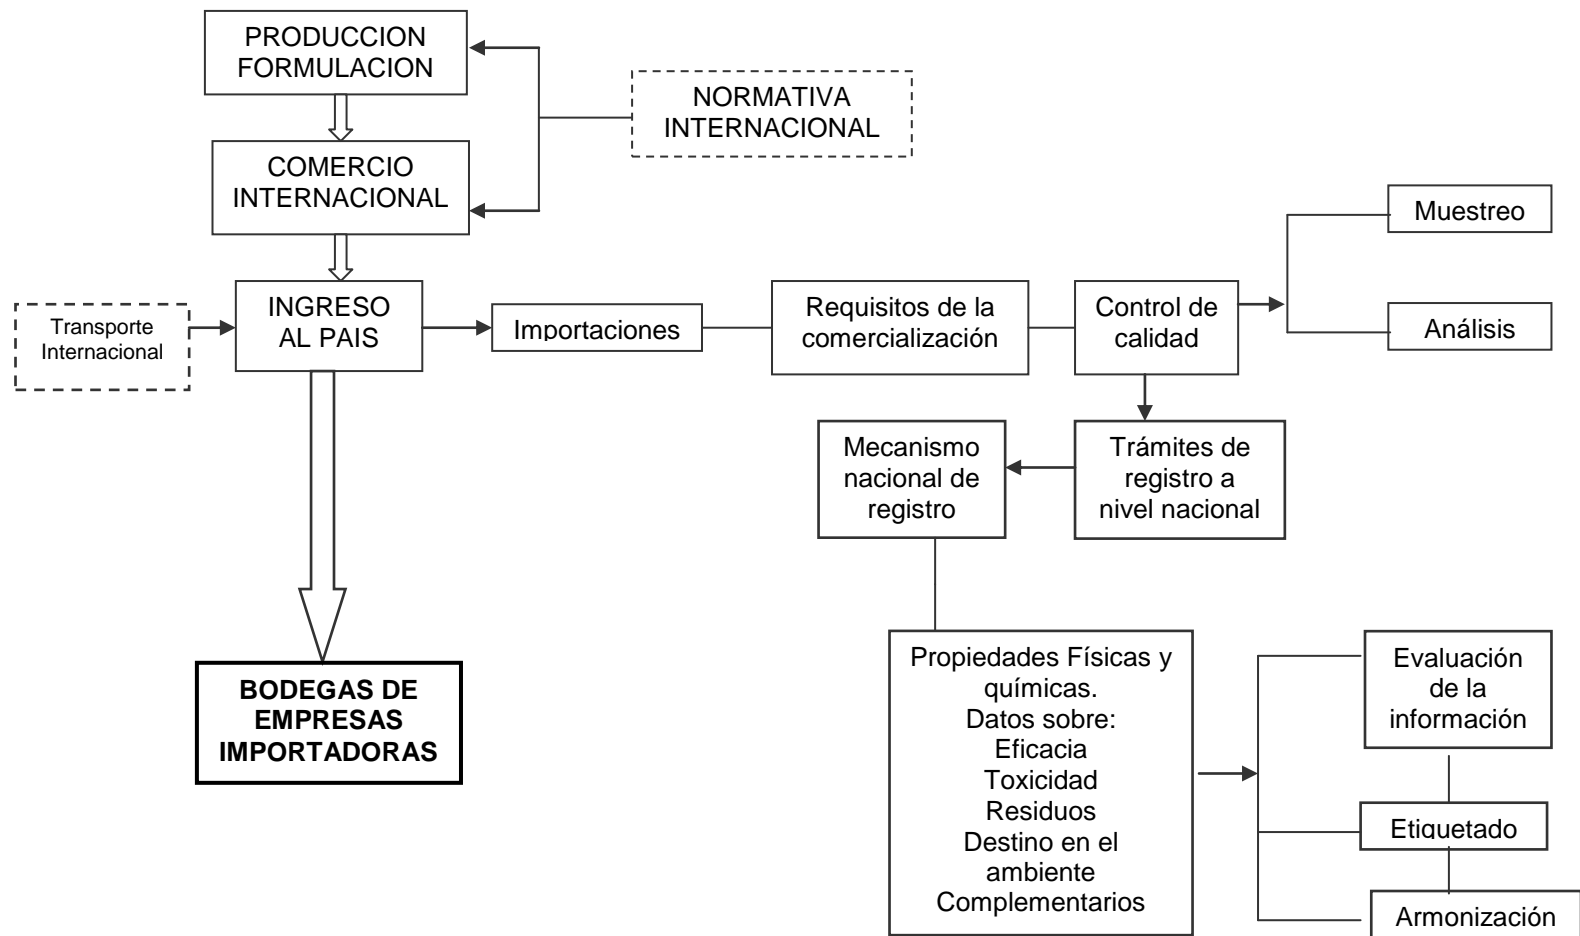 PRODUCCION
FORMULACION
NORMATIVA
INTERNACIONAL
COMERCIO
INTERNACIONAL
Muestreo
Transporte
Internacional
INGRESO
AL PAIS
Importaciones
Requisitos de la
comercialización
Control de
calidad
Análisis
Mecanismo
nacional de
registro
Trámites de
registro a
nivel nacional
BODEGAS DE
EMPRESAS
IMPORTADORAS
Propiedades Físicas y
químicas.
Datos sobre:
Eficacia
Toxicidad
Residuos
Destino en el
ambiente
Complementarios
Evaluación
de la
información
Etiquetado
Armonización